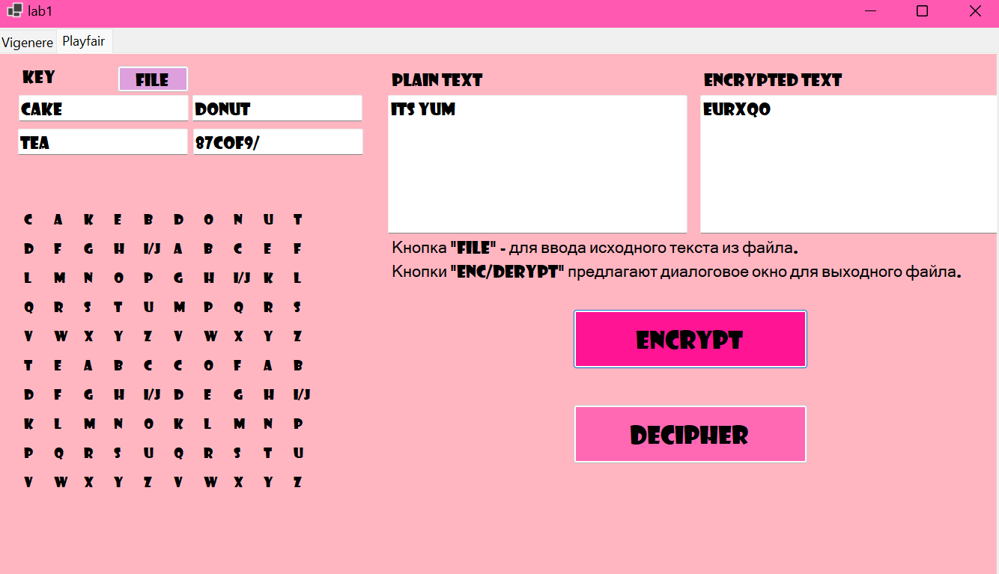 lab1
Vigenere Playfair
KEY FILE
CAKE DONUT
TEA 87COF9/
C A K E B D O N U T
D F G H I/J A B C E F
L M N O P G H I/J K L
Q R S T U M P Q R S
V W X Y Z V W X Y Z
T E A B C C O F A B
D F G H I/J D E G H I/J
K L M N O K L M N P
P Q R S U Q R S T U
V W X Y Z V W X Y Z
PLAIN TEXT
ITS YUM
ENCRYPTED TEXT
EURXQO
Кнопка "FILE" - для ввода исходного текста из файла.
Кнопки "ENC/DERYPT" предлагают диалоговое окно для выходного файла.
ENCRYPT
DECIPHER